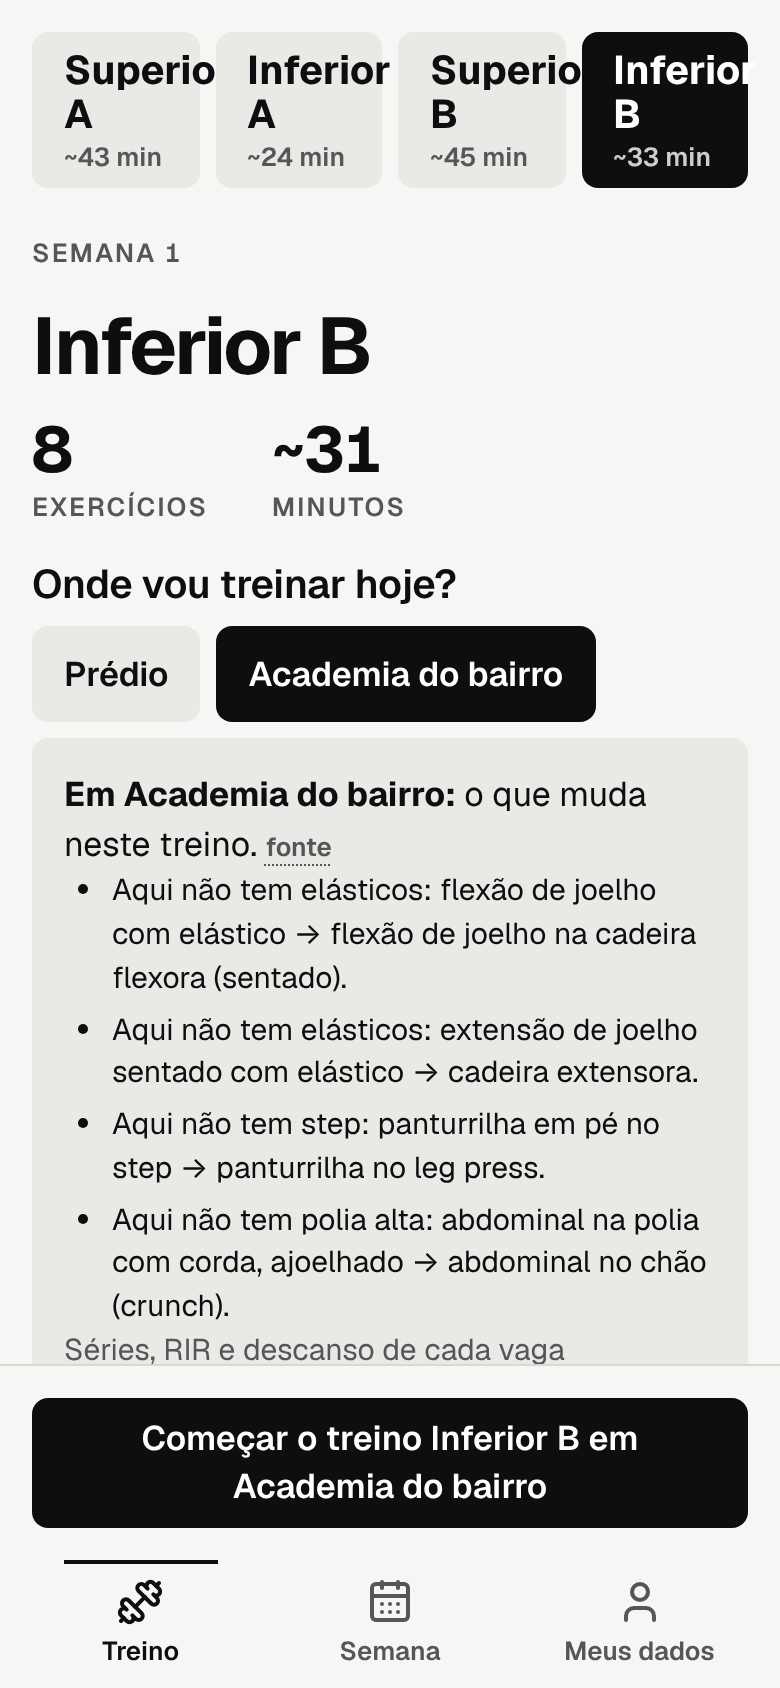 Superio
A
~43 min
Inferior
A
~24 min
Superio
B
~45 min
Inferior
B
~33 min
SEMANA 1
Inferior B
8
EXERCÍCIOS
~31
MINUTOS
Onde vou treinar hoje?
Prédio
Academia do bairro
Em Academia do bairro: o que muda
neste treino. fonte
• Aqui não tem elásticos: flexão de joelho
com elástico → flexão de joelho na cadeira
flexora (sentado).
• Aqui não tem elásticos: extensão de joelho
sentado com elástico → cadeira extensora.
• Aqui não tem step: panturrilha em pé no
step → panturrilha no leg press.
• Aqui não tem polia alta: abdominal na polia
com corda, ajoelhado → abdominal no chão
(crunch).
Séries, RIR e descanso de cada vaga
Começar o treino Inferior B em
Academia do bairro
Treino
Semana
Meus dados